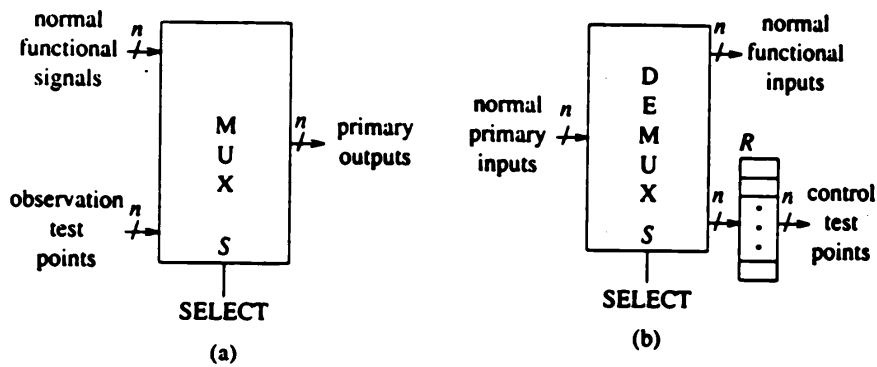 normal
functional
signals
n
M
U
X
S
n
primary
outputs
observation
test
points
n
SELECT
(a)
normal
primary
inputs
n
D
E
M
U
X
S
n
normal
functional
inputs
n
R
n
control
test
points
SELECT
(b)